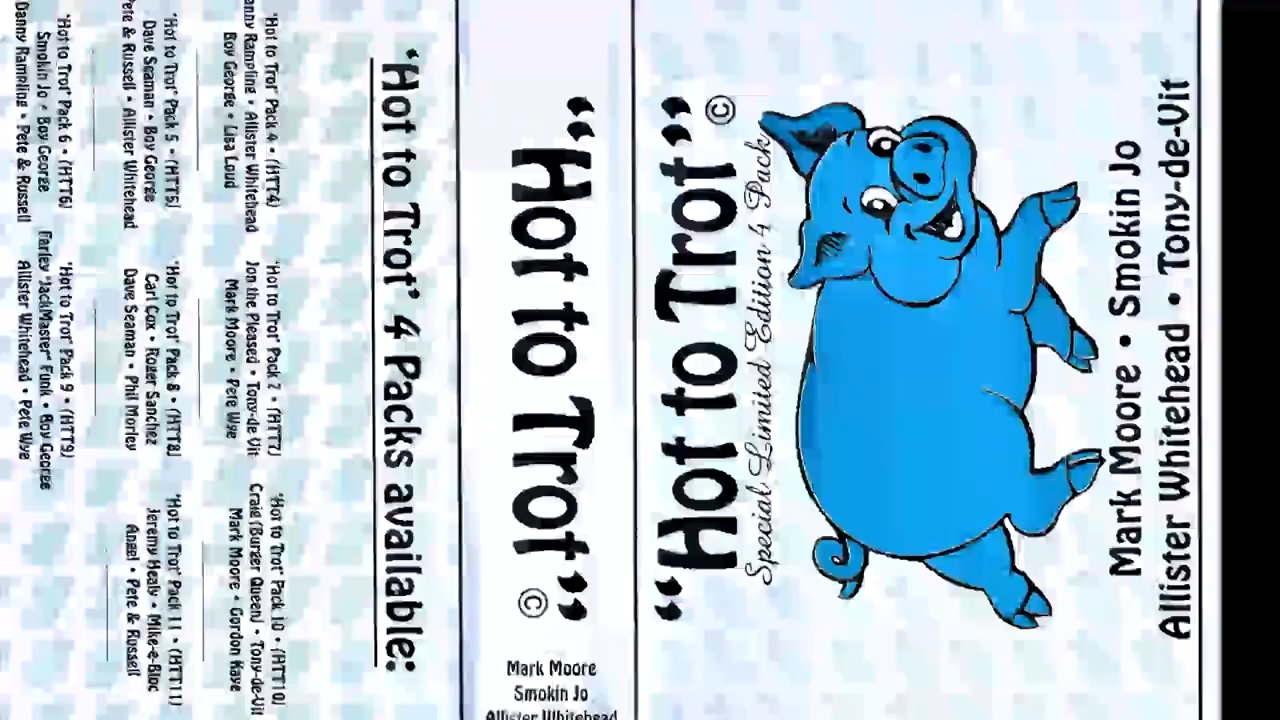 “Hot to Trot”©
Special Limited Edition 4 Pack
Mark Moore • Smokin Jo
Allister Whitehead • Tony-de-Vit
“Hot to Trot”©
Mark Moore
Smokin Jo
Allister Whitehead
'Hot to Trot' 4 Packs available:
'Hot to Trot' Pack 4 • (HTT4)
anny Rampling • Allister Whitehead
Boy George • Lisa Loud
'Hot to Trot' Pack 5 • (HTT5)
Dave Seaman • Boy George
ete & Russell • Allister Whitehead
'Hot to Trot' Pack 6 • (HTT6)
Smokin Jo • Boy George
Danny Rampling • Pete & Russell
'Hot to Trot' Pack 7 • (HTT7)
Jon the Pleased • Tony-de Vit
Mark Moore • Pete Wye
'Hot to Trot' Pack 8 • (HTT8)
Carl Cox • Roger Sanchez
Dave Seaman • Phil Morley
'Hot to Trot' Pack 9 • (HTT9)
Farley "JackMaster" Funk • Boy George
Allister Whitehead • Pete Wye
'Hot to Trot' Pack 10 • (HTT10)
Craig (Burger Queen) • Tony-de-Vit
Mark Moore • Gordon Kaye
'Hot to Trot' Pack 11 • (HTT11)
Jeremy Healy • Mike-e-Bloc
Angel • Pete & Russell